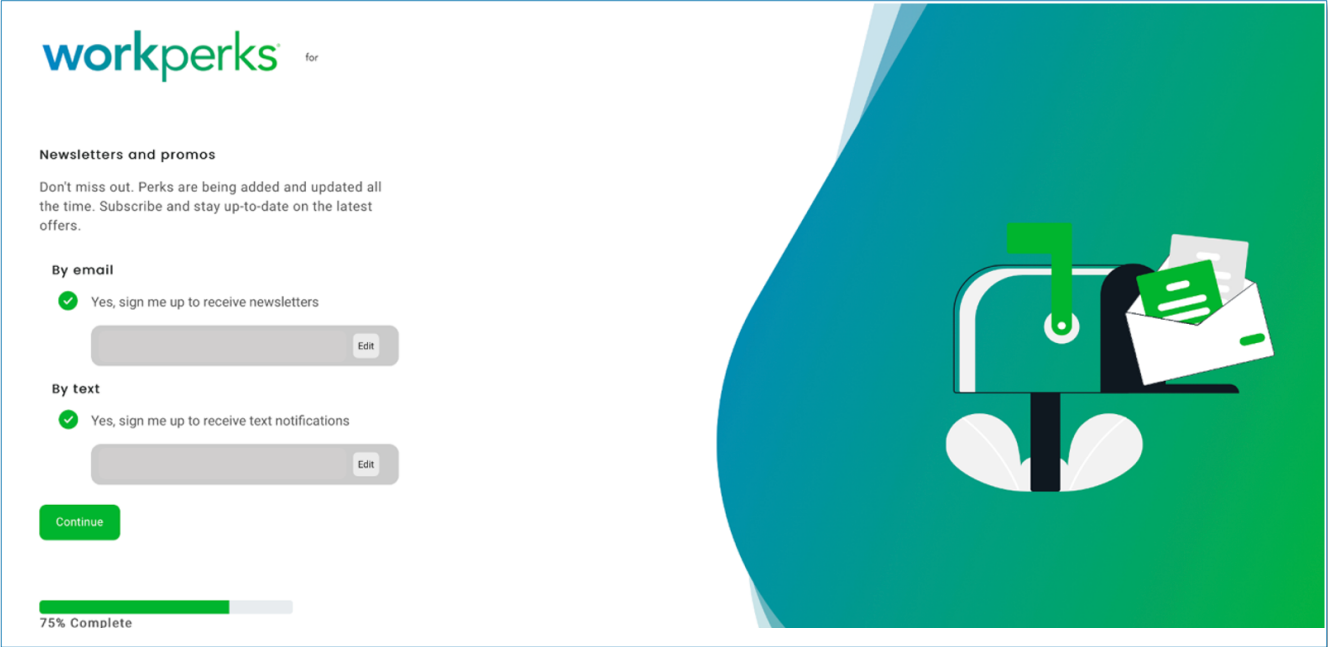 workperks for
Newsletters and promos
Don't miss out. Perks are being added and updated all
the time. Subscribe and stay up-to-date on the latest
offers.
By email
Yes, sign me up to receive newsletters
Edit
By text
Yes, sign me up to receive text notifications
Edit
Continue
75% Complete